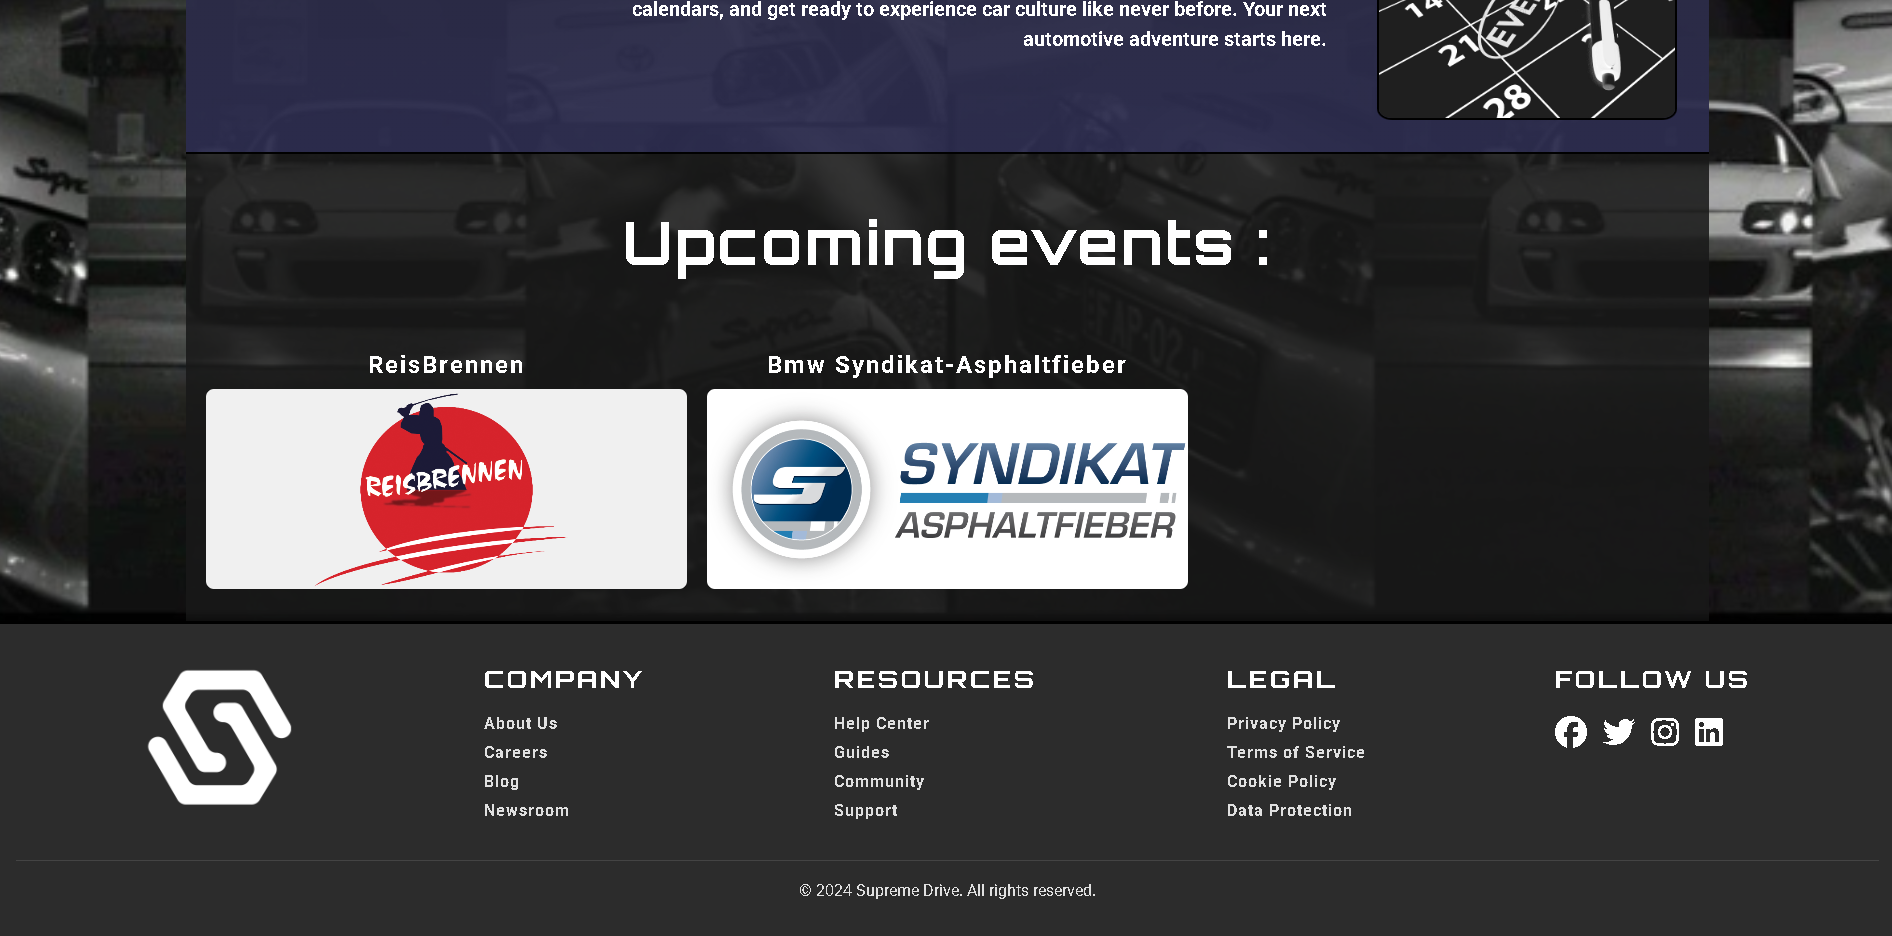 calendars, and get ready to experience car culture like never before. Your next
automotive adventure starts here.
14
21
EVE
28
Upcoming events :
ReisBrennen
Bmw Syndikat-Asphaltfieber
REISBRENNEN
S
SYNDIKAT
ASPHALTFIEBER
Supra
COMPANY
RESOURCES
LEGAL
FOLLOW US
About Us
Help Center
Privacy Policy
Careers
Guides
Terms of Service
Blog
Community
Cookie Policy
Newsroom
Support
Data Protection
© 2024 Supreme Drive. All rights reserved.